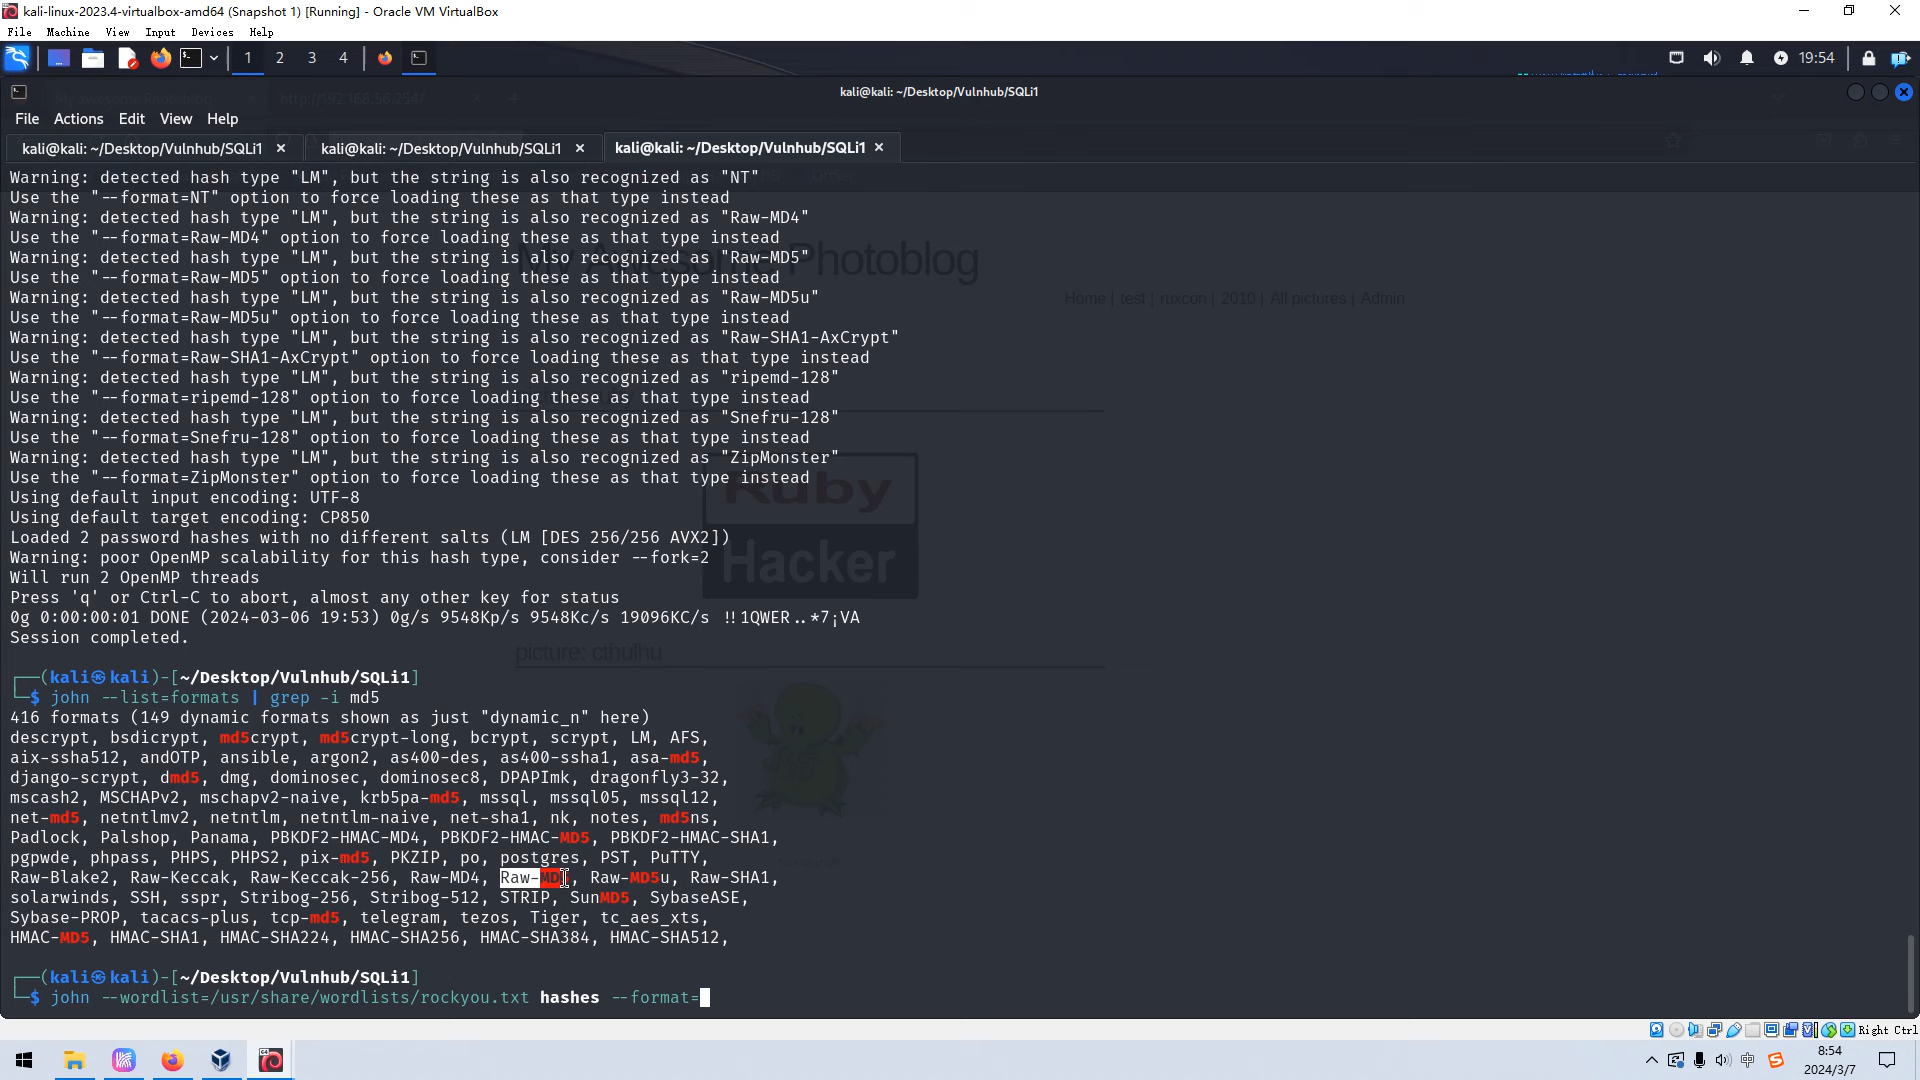 kali-linux-2023.4-virtualbox-amd64 (Snapshot 1) [Running] - Oracle VM VirtualBox
File Machine View Input Devices Help
1 2 3 4 19:54
My awesome Photoblog http://192.168.56.254/
kali@kali: ~/Desktop/Vulnhub/SQLi1
File Actions Edit View Help
kali@kali: ~/Desktop/Vulnhub/SQLi1 × kali@kali: ~/Desktop/Vulnhub/SQLi1 × kali@kali: ~/Desktop/Vulnhub/SQLi1 ×
Warning: detected hash type "LM", but the string is also recognized as "NT"
Use the "--format=NT" option to force loading these as that type instead
Warning: detected hash type "LM", but the string is also recognized as "Raw-MD4"
Use the "--format=Raw-MD4" option to force loading these as that type instead
Warning: detected hash type "LM", but the string is also recognized as "Raw-MD5"
Use the "--format=Raw-MD5" option to force loading these as that type instead
Warning: detected hash type "LM", but the string is also recognized as "Raw-MD5u"
Use the "--format=Raw-MD5u" option to force loading these as that type instead
Warning: detected hash type "LM", but the string is also recognized as "Raw-SHA1-AxCrypt"
Use the "--format=Raw-SHA1-AxCrypt" option to force loading these as that type instead
Warning: detected hash type "LM", but the string is also recognized as "ripemd-128"
Use the "--format=ripemd-128" option to force loading these as that type instead
Warning: detected hash type "LM", but the string is also recognized as "Snefru-128"
Use the "--format=Snefru-128" option to force loading these as that type instead
Warning: detected hash type "LM", but the string is also recognized as "ZipMonster"
Use the "--format=ZipMonster" option to force loading these as that type instead
Using default input encoding: UTF-8
Using default target encoding: CP850
Loaded 2 password hashes with no different salts (LM [DES 256/256 AVX2])
Warning: poor OpenMP scalability for this hash type, consider --fork=2
Will run 2 OpenMP threads
Press 'q' or Ctrl-C to abort, almost any other key for status
0g 0:00:00:01 DONE (2024-03-06 19:53) 0g/s 9548Kp/s 9548Kc/s 19096KC/s !!1QWER..*7¡VA
Session completed.
My Awesome Photoblog
Home | test | ruxcon | 2010 | All pictures | Admin
Ruby
Hacker
picture: cthulhu
┌──(kali㉿kali)-[~/Desktop/Vulnhub/SQLi1]
└─$ john --list=formats | grep -i md5
416 formats (149 dynamic formats shown as just "dynamic_n" here)
descrypt, bsdicrypt, md5crypt, md5crypt-long, bcrypt, scrypt, LM, AFS,
aix-ssha512, andOTP, ansible, argon2, as400-des, as400-ssha1, asa-md5,
django-scrypt, dmd5, dmg, dominosec, dominosec8, DPAPImk, dragonfly3-32,
mscash2, MSCHAPv2, mschapv2-naive, krb5pa-md5, mssql, mssql05, mssql12,
net-md5, netntlmv2, netntlm, netntlm-naive, net-sha1, nk, notes, md5ns,
Padlock, Palshop, Panama, PBKDF2-HMAC-MD4, PBKDF2-HMAC-MD5, PBKDF2-HMAC-SHA1,
pgpwde, phpass, PHPS, PHPS2, pix-md5, PKZIP, po, postgres, PST, PuTTY,
Raw-Blake2, Raw-Keccak, Raw-Keccak-256, Raw-MD4, Raw-MD5, Raw-MD5u, Raw-SHA1,
solarwinds, SSH, sspr, Stribog-256, Stribog-512, STRIP, SunMD5, SybaseASE,
Sybase-PROP, tacacs-plus, tcp-md5, telegram, tezos, Tiger, tc_aes_xts,
HMAC-MD5, HMAC-SHA1, HMAC-SHA224, HMAC-SHA256, HMAC-SHA384, HMAC-SHA512,
┌──(kali㉿kali)-[~/Desktop/Vulnhub/SQLi1]
└─$ john --wordlist=/usr/share/wordlists/rockyou.txt hashes --format=
Right Ctrl
中 8:54
2024/3/7